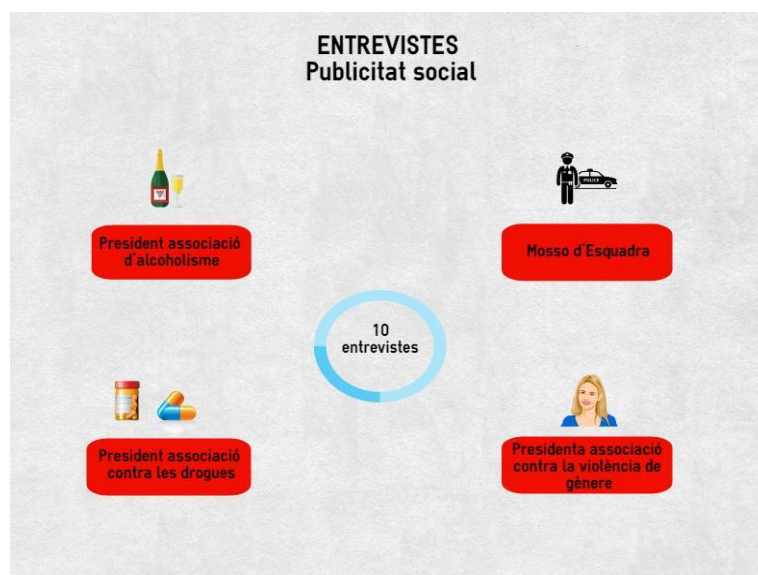 ENTREVISTES
Publicitat social
POLICE
President associació
d'alcoholisme
Mosso d'Esquadra
10
entrevistes
President associació
contra les drogues
Presidenta associació
contra la violència de
gènere